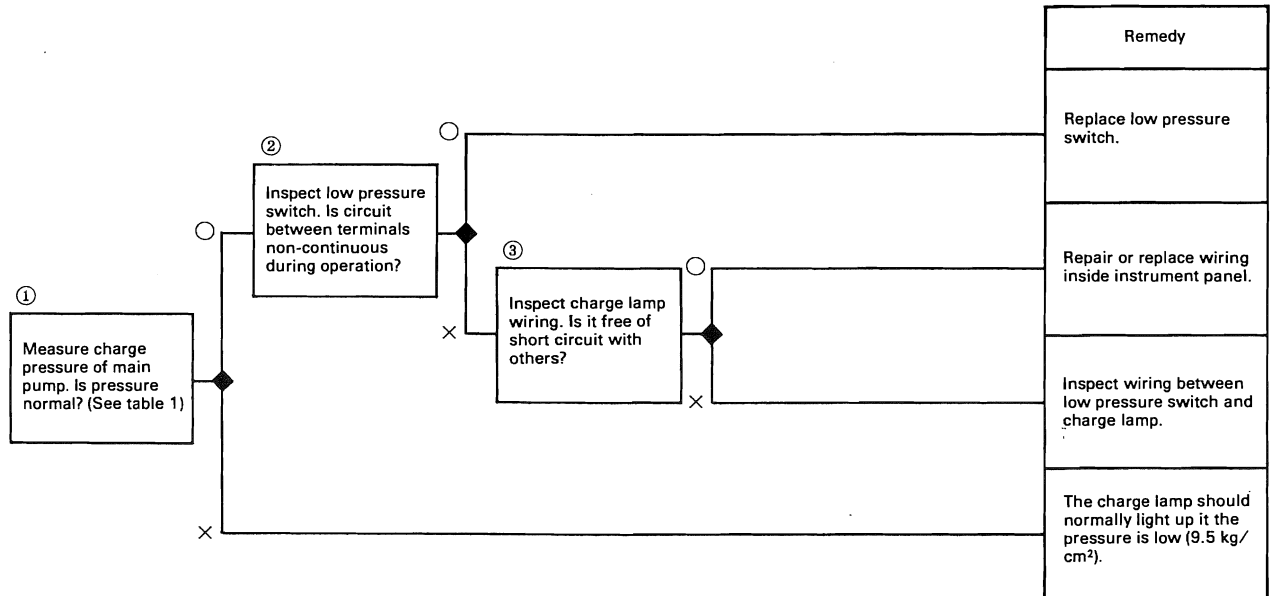 Remedy
①
Measure charge
pressure of main
pump. Is pressure
normal? (See table 1)
○
×
②
Inspect low pressure
switch. Is circuit
between terminals
non-continuous
during operation?
○
×
③
Inspect charge lamp
wiring. Is it free of
short circuit with
others?
○
×
Replace low pressure
switch.
Repair or replace wiring
inside instrument panel.
Inspect wiring between
low pressure switch and
charge lamp.
The charge lamp should
normally light up it the
pressure is low (9.5 kg/
cm²).